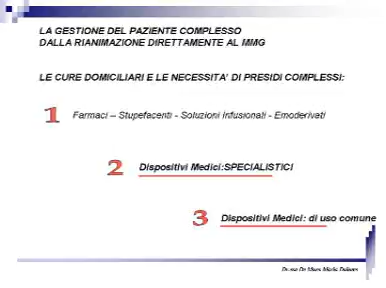 LA GESTIONE DEL PAZIENTE COMPLESSO
DALLA RIANIMAZIONE DIRETTAMENTE AL MMG
LE CURE DOMICILIARI E LE NECESSITA' DI PRESIDI COMPLESSI:
1 Farmaci – Stupefacenti - Soluzioni infusionali - Emoderivati
2 Dispositivi Medici:SPECIALISTICI
3 Dispositivi Medici: di uso comune
Maria